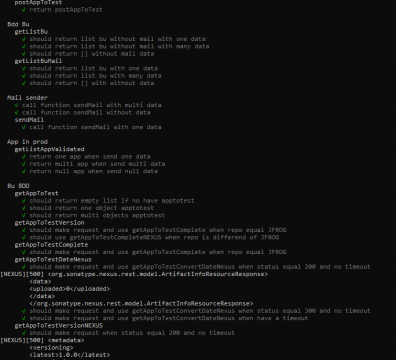 postAppToTest
✓ return postAppToTest
Bdd Bu
getListBu
✓ should return list bu without mail with one data
✓ should return list bu without mail with many data
✓ should return [] without mail data
getListBuMail
✓ should return list bu with one data
✓ should return list bu with many data
✓ should return [] with without data
Mail sender
✓ call function sendMail with multi data
✓ call function sendMail without data
sendMail
✓ call function sendMail with one data
App in prod
getListAppValidated
✓ return one app when send one data
✓ return multi app when send multi data
✓ return null app when send null data
Bu BDD
getAppToTest
✓ should return empty list if no have apptotest
✓ should return one object apptotest
✓ should return multi objects apptotest
getAppToTestVersion
✓ should make request and use getAppToTestComplete when repo equal JFROG
✓ should use getAppToTestCompleteNEXUS when repo is differend of JFROG
getAppToTestComplete
✓ should make request and use getAppToTestConvertDate
getAppToTestDateNexus
✓ should make request and use getAppToTestConvertDateNexus when status equal 200 and no timeout
[NEXUS][500] <org.sonatype.nexus.rest.model.ArtifactInfoResourceResponse>
<data>
<uploaded>0</uploaded>
</data>
</org.sonatype.nexus.rest.model.ArtifactInfoResourceResponse>
✓ should make request and use getAppToTestConvertDateNexus when status equal 300 and no timeout
✓ should make request and use getAppToTestConvertDateNexus when have a timeout
getAppToTestVersionNEXUS
✓ should make request when status equal 200 and no timeout
[NEXUS][500] <metadata>
<versioning>
<latest>1.0.0</latest>